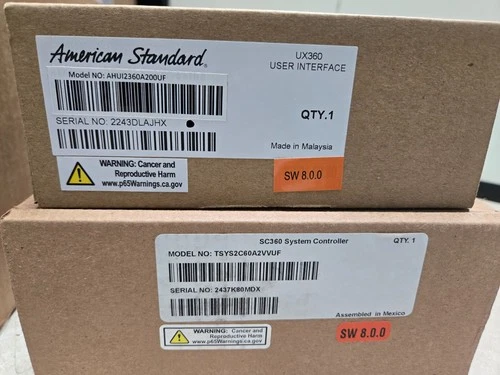 American Standard®
UX360
USER INTERFACE
Model NO: AHUI2360A200UF
SERIAL NO: 2243DLAJHX
QTY.1
Made in Malaysia
WARNING: Cancer and
Reproductive Harm
www.p65Warnings.ca.gov
SW 8.0.0
SC360 System Controller
QTY. 1
MODEL NO: TSYS2C60A2VVUF
SERIAL NO: 2437K80MDX
Assembled in Mexico
WARNING: Cancer and
Reproductive Harm
www.p65Warnings.ca.gov
SW 8.0.0